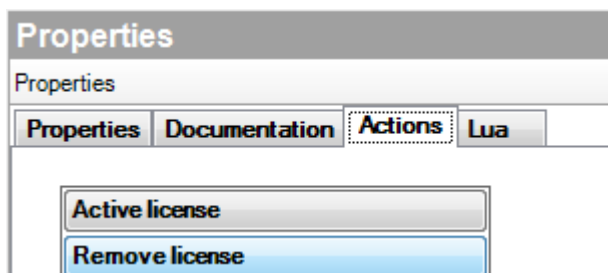 Properties
Properties
Properties Documentation Actions Lua
Active license
Remove license